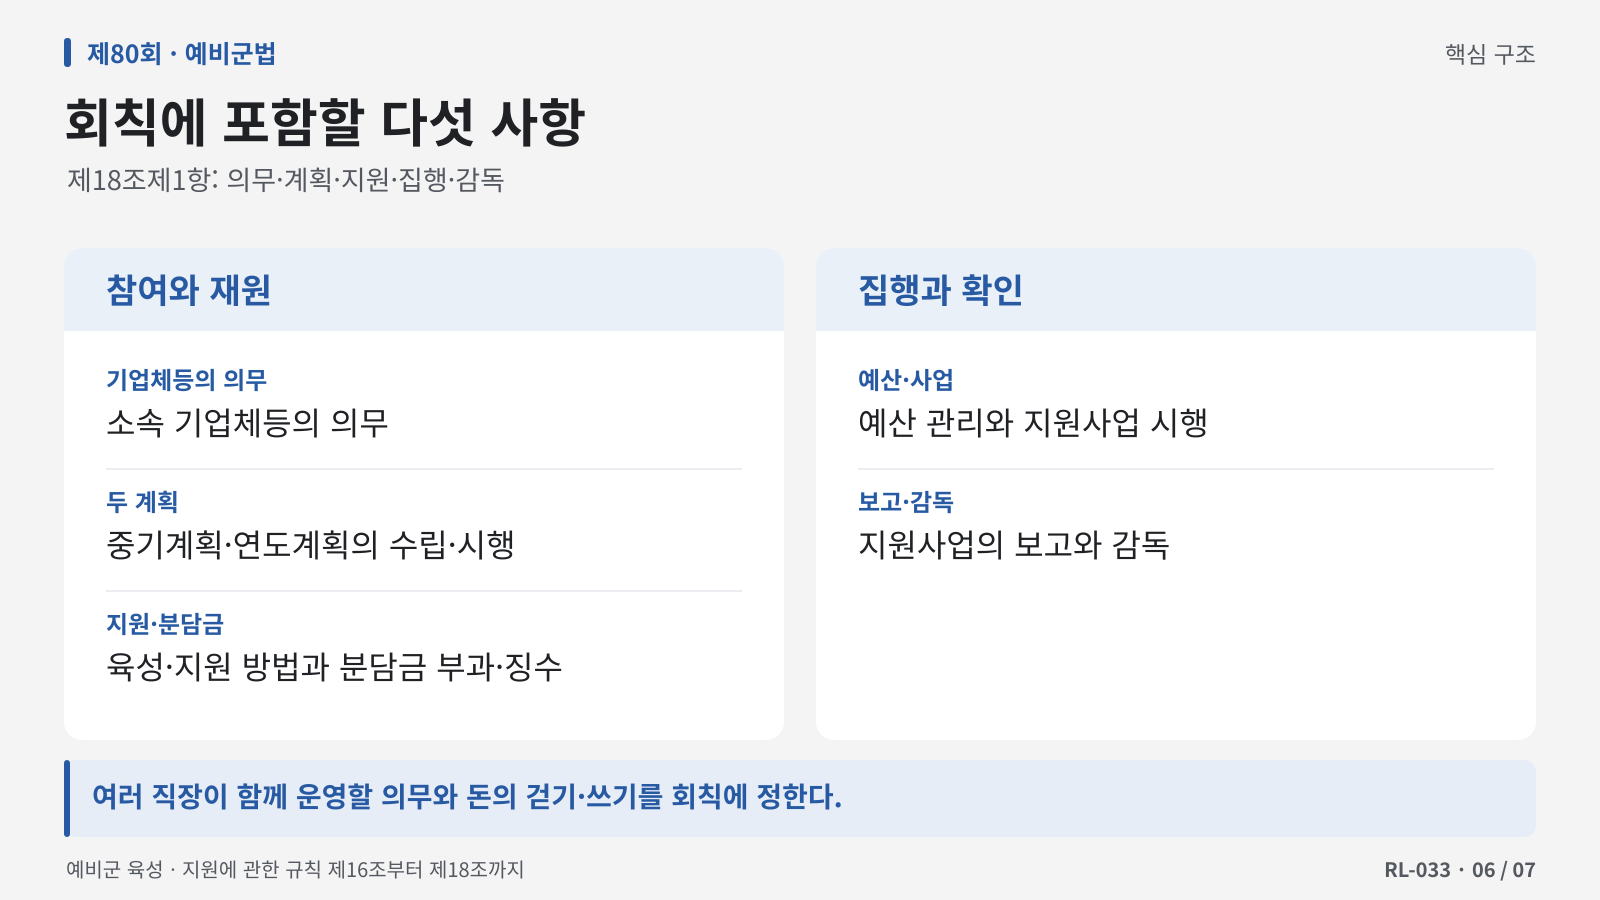 제80회 · 예비군법
핵심 구조
회칙에 포함할 다섯 사항
제18조제1항: 의무·계획·지원·집행·감독
참여와 재원
기업체등의 의무
소속 기업체등의 의무
두 계획
중기계획·연도계획의 수립·시행
지원·분담금
육성·지원 방법과 분담금 부과·징수
집행과 확인
예산·사업
예산 관리와 지원사업 시행
보고·감독
지원사업의 보고와 감독
여러 직장이 함께 운영할 의무와 돈의 걷기·쓰기를 회칙에 정한다.
예비군 육성 · 지원에 관한 규칙 제16조부터 제18조까지
RL-033 · 06 / 07